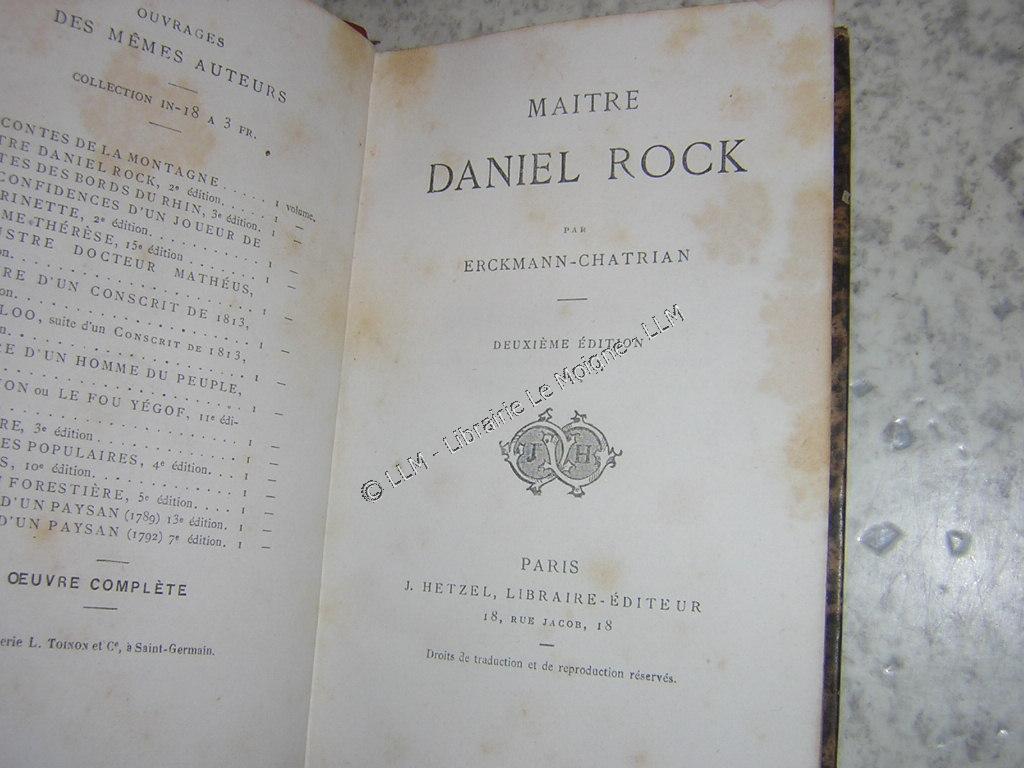 OUVRAGES
DES MÊMES AUTEURS
COLLECTION IN-18 A 3 FR.
CONTES DE LA MONTAGNE . . . . . 1 volume.
TRE DANIEL ROCK, 2e édition. . . . . . 1 —
TES DES BORDS DU RHIN, 3e édition. 1 —
CONFIDENCES D'UN JOUEUR DE
RINETTE, 2e édition. . . . . . . . . . . 1 —
ME THÉRÈSE, 15e édition . . . . . . . . 1 —
USTRE DOCTEUR MATHÉUS,
on. . . . . . . . . . . . . . . . . . . 1 —
RE D'UN CONSCRIT DE 1813,
on. . . . . . . . . . . . . . . . . . . 1 —
LOO, suite d'un CONSCRIT DE 1813,
n. . . . . . . . . . . . . . . . . . . 1 —
RE D'UN HOMME DU PEUPLE,
. . . . . . . . . . . . . . . . . . . 1 —
ON ou LE FOU YÉGOF, 11e édi-
. . . . . . . . . . . . . . . . . . . 1 —
RE, 3e édition . . . . . . . . . . . . . 1 —
ES POPULAIRES, 4e édition. . . 1 —
S, 10e édition. . . . . . . . . . . . . 1 —
FORESTIÈRE, 5e édition. . . . . 1 —
D'UN PAYSAN (1789) 13e édition. 1 —
D'UN PAYSAN (1792) 7e édition. 1 —
OEUVRE COMPLÈTE
erie L. TOINON et Ce, à Saint-Germain.
MAITRE
DANIEL ROCK
PAR
ERCKMANN-CHATRIAN
DEUXIÈME ÉDITION
© LLM - Librairie Le Moigne - LLM
J H
PARIS
J. HETZEL, LIBRAIRE-ÉDITEUR
18, RUE JACOB, 18
Droits de traduction et de reproduction réservés.